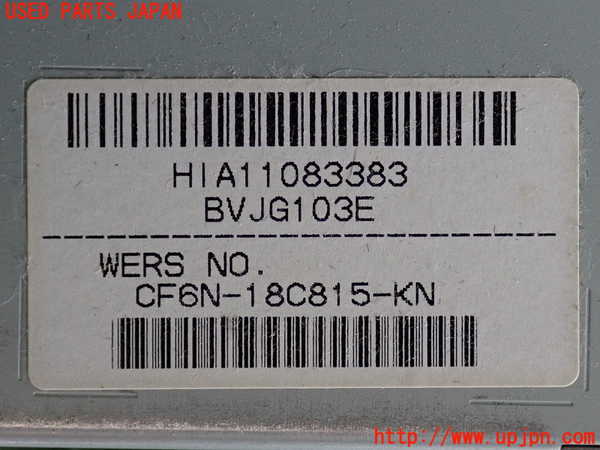 USED PARTS JAPAN
HIA11083383
BVJG103E
WERS NO.
CF6N-18C815-KN
http://www.upjpn.com/